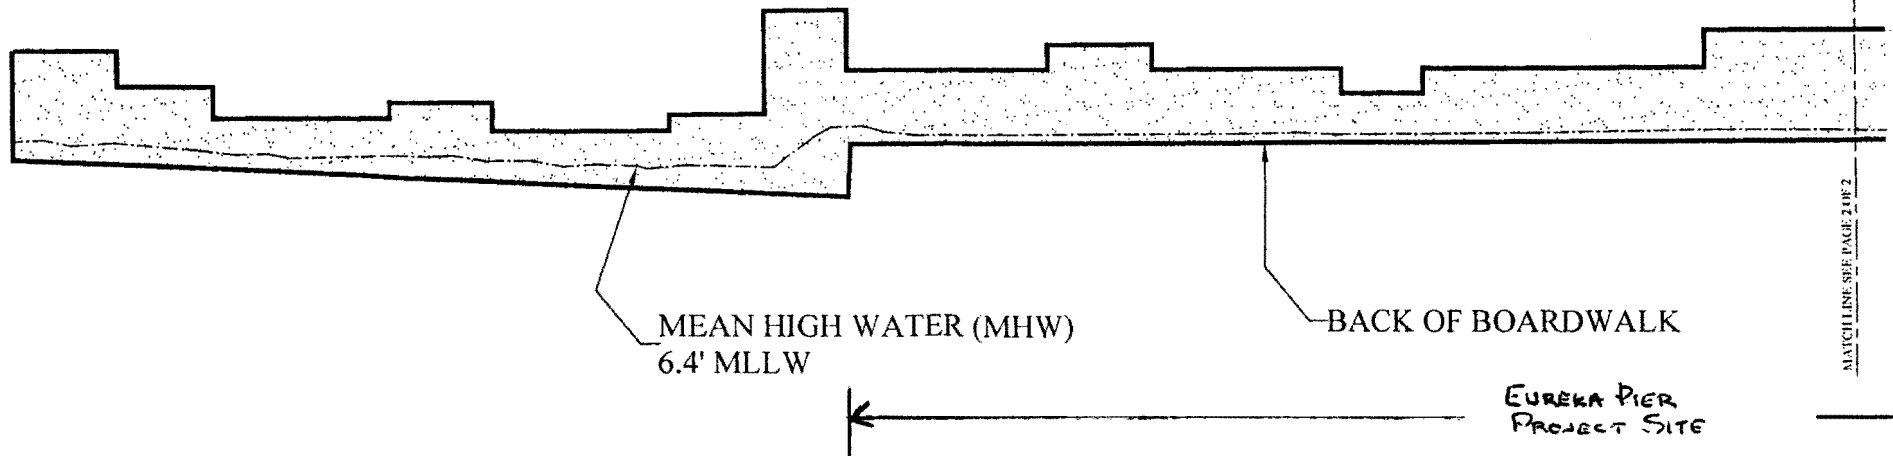 MEAN HIGH WATER (MHW)
6.4' MLLW
BACK OF BOARDWALK
MATCH LINE SEE PAGE 2 OF 2
EUREKA PIER
PROJECT SITE